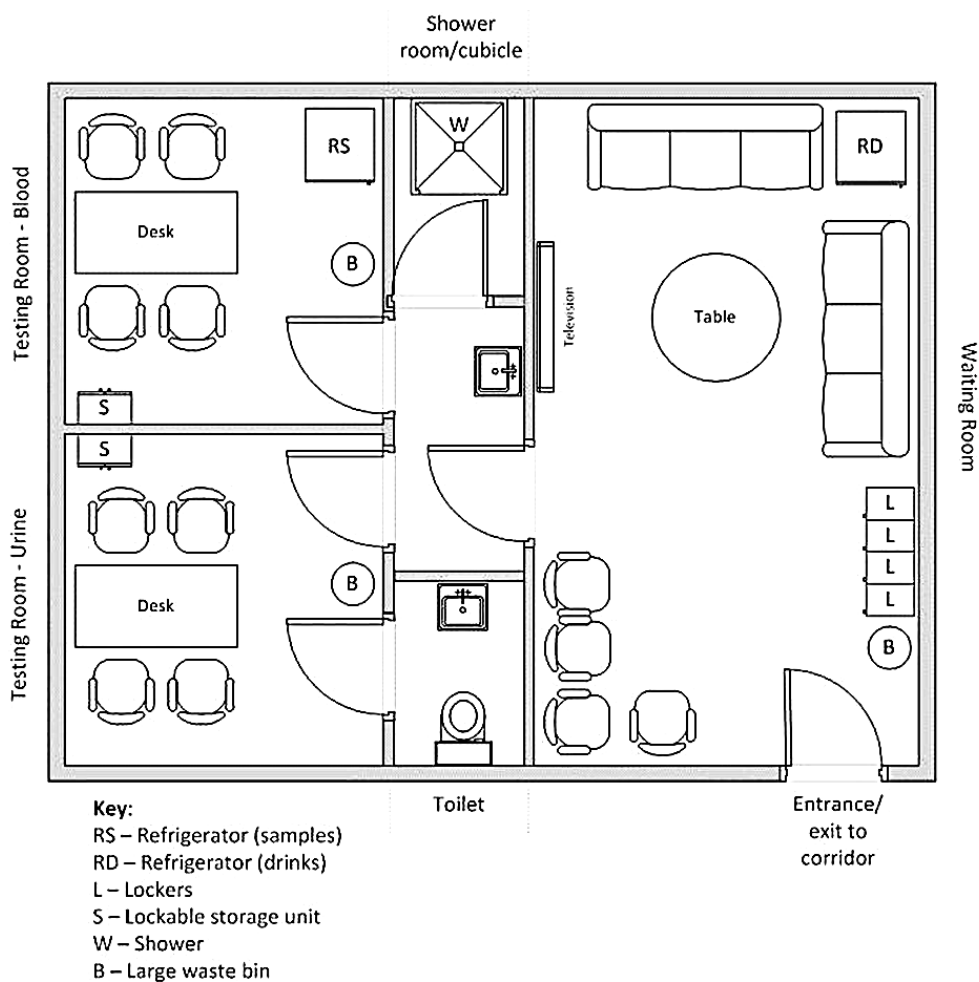 Shower
room/cubicle
Testing Room - Blood
RS
W
RD
Desk
B
Television
Table
Waiting Room
S
S
L
L
L
L
Testing Room - Urine
B
Desk
B
Toilet
Entrance/
exit to
corridor
Key:
RS – Refrigerator (samples)
RD – Refrigerator (drinks)
L – Lockers
S – Lockable storage unit
W – Shower
B – Large waste bin